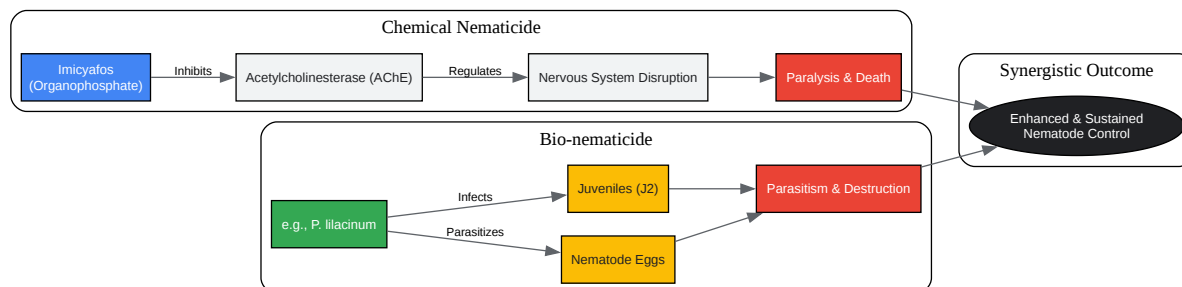 Chemical Nematicide
Imicyafos
(Organophosphate)
Inhibits
Acetylcholinesterase (AChE)
Regulates
Nervous System Disruption
Paralysis & Death
Synergistic Outcome
Enhanced & Sustained
Nematode Control
Bio-nematicide
e.g., P. lilacinum
Infects
Juveniles (J2)
Parasitizes
Nematode Eggs
Parasitism & Destruction